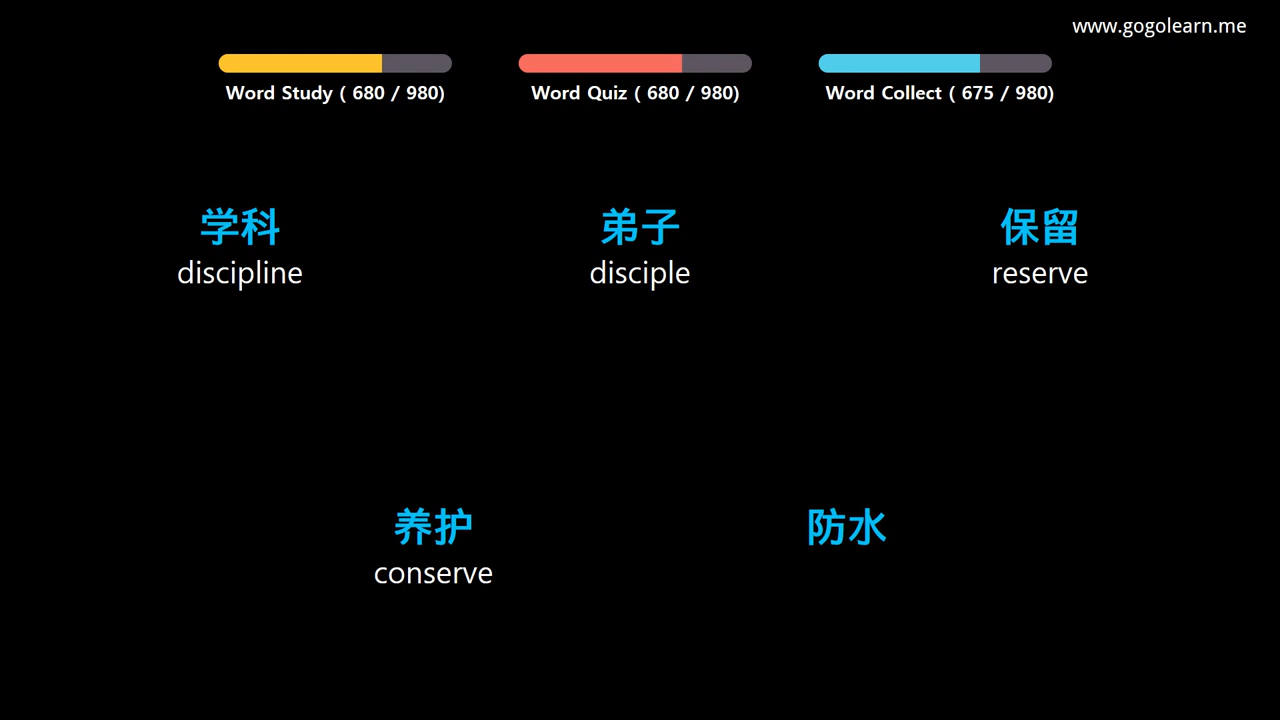 www.gogolearn.me
Word Study ( 680 / 980)
Word Quiz ( 680 / 980)
Word Collect ( 675 / 980)
学科
discipline
弟子
disciple
保留
reserve
养护
conserve
防水